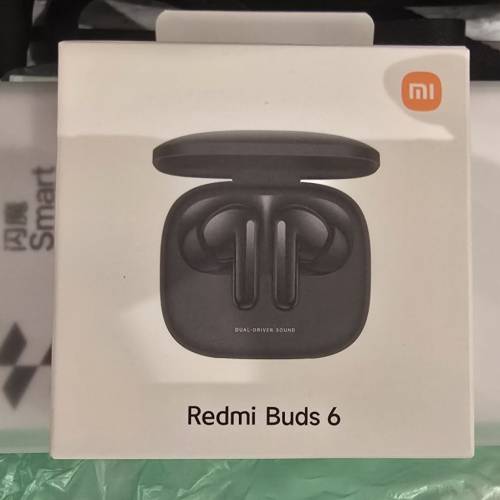 mi
闪魔
Smart
DUAL-DRIVER SOUND
Redmi Buds 6